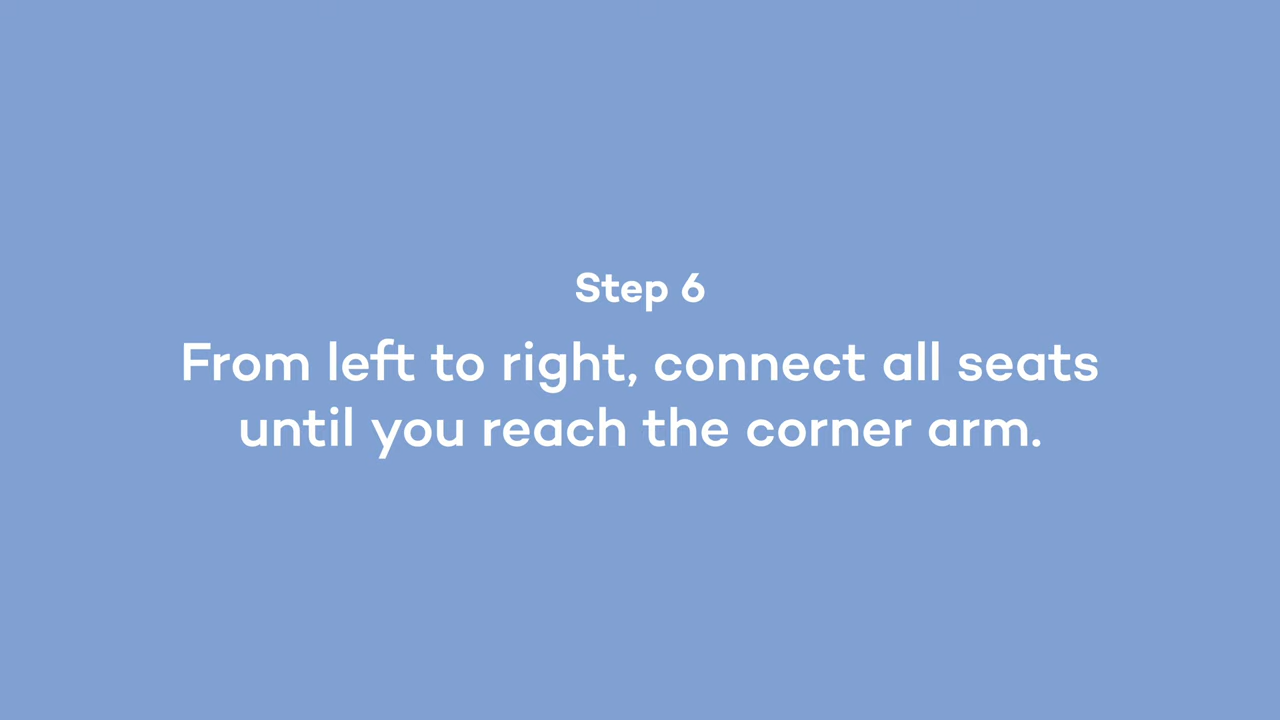 Step 6
From left to right, connect all seats
until you reach the corner arm.